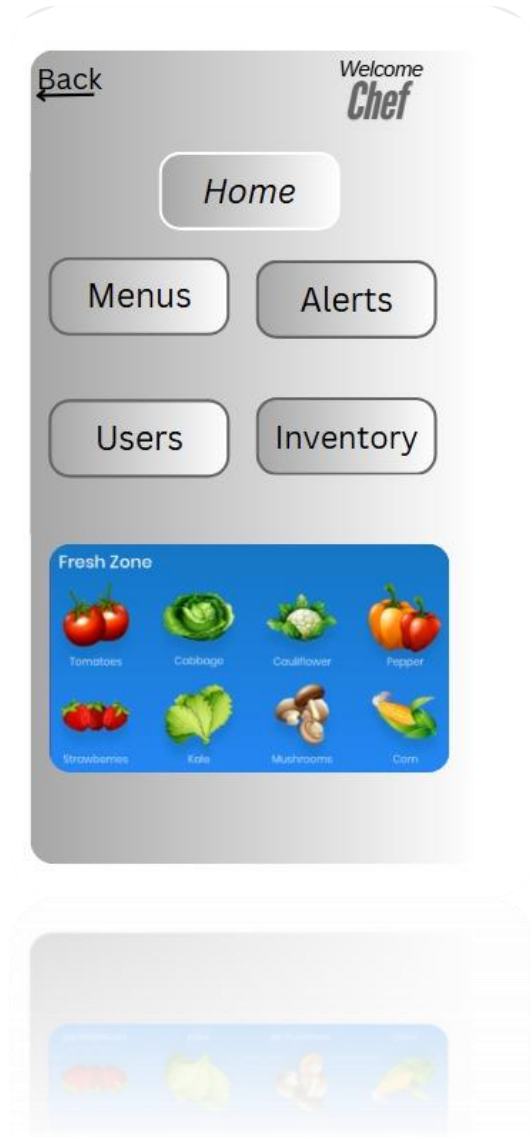 Back
Welcome
Chef
Home
Menus
Alerts
Users
Inventory
Fresh Zone
Tomatoes
Cabbage
Cauliflower
Pepper
Strawberries
Kale
Mushrooms
Corn